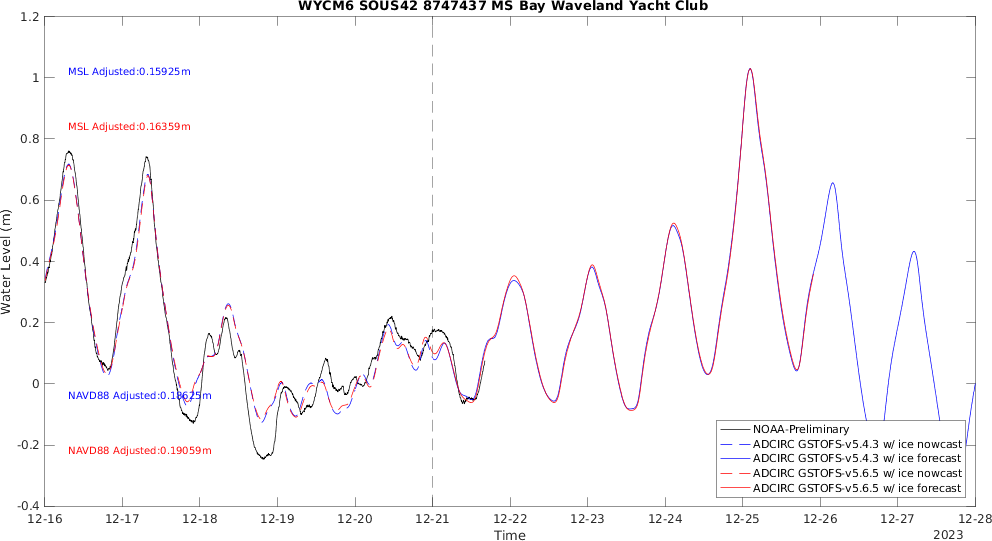 WYCM6 SOUS42 8747437 MS Bay Waveland Yacht Club
1.2
1
0.8
0.6
0.4
0.2
0
-0.2
-0.4
Water Level (m)
MSL Adjusted:0.15925m
MSL Adjusted:0.16359m
NAVD88 Adjusted:0.18625m
NAVD88 Adjusted:0.19059m
NOAA-Preliminary
ADCIRC GSTOFS-v5.4.3 w/ ice nowcast
ADCIRC GSTOFS-v5.4.3 w/ ice forecast
ADCIRC GSTOFS-v5.6.5 w/ ice nowcast
ADCIRC GSTOFS-v5.6.5 w/ ice forecast
12-16 12-17 12-18 12-19 12-20 12-21 12-22 12-23 12-24 12-25 12-26 12-27 12-28
Time
2023